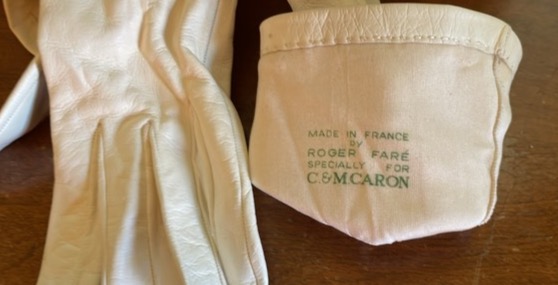 MADE IN FRANCE
BY
ROGER FARÉ
SPECIALLY FOR
C. & M. CARON